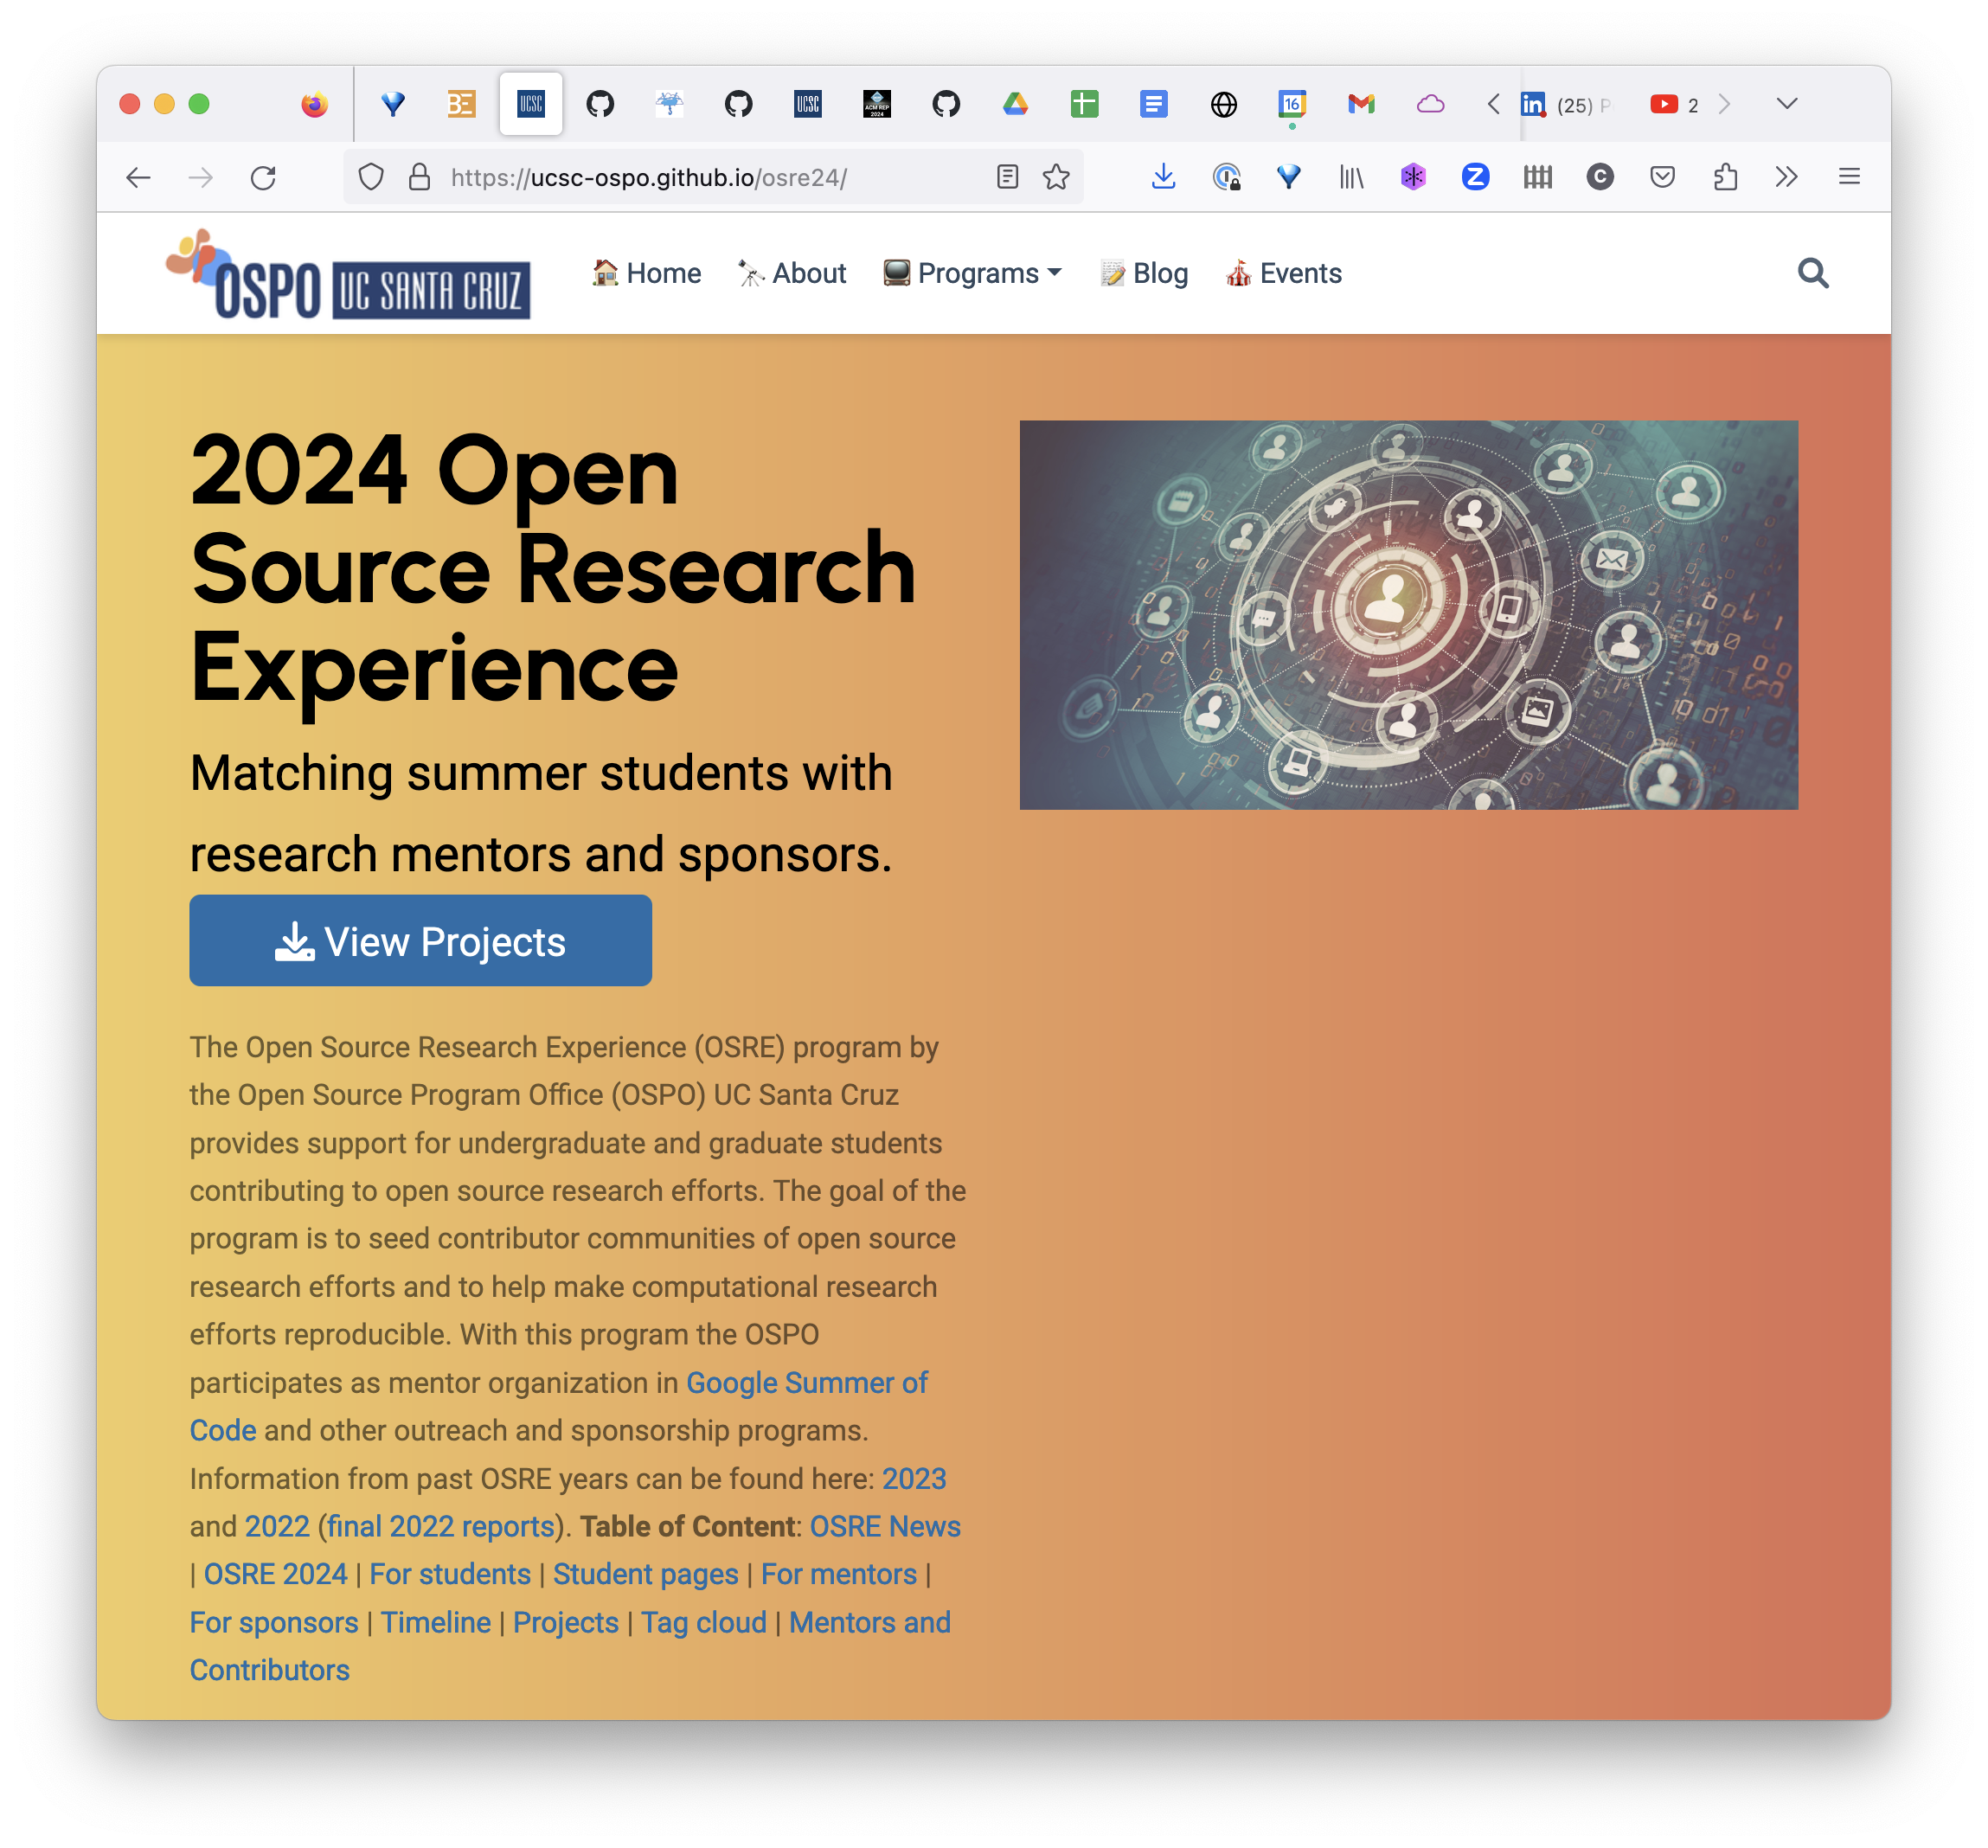 UCSC
UCSC
ACM REP
2024
16
(25)
2
https://ucsc-ospo.github.io/osre24/
OSPO UC SANTA CRUZ
Home About Programs Blog Events
2024 Open
Source Research
Experience
Matching summer students with
research mentors and sponsors.
View Projects
The Open Source Research Experience (OSRE) program by
the Open Source Program Office (OSPO) UC Santa Cruz
provides support for undergraduate and graduate students
contributing to open source research efforts. The goal of the
program is to seed contributor communities of open source
research efforts and to help make computational research
efforts reproducible. With this program the OSPO
participates as mentor organization in Google Summer of
Code and other outreach and sponsorship programs.
Information from past OSRE years can be found here: 2023
and 2022 (final 2022 reports). Table of Content: OSRE News
| OSRE 2024 | For students | Student pages | For mentors |
For sponsors | Timeline | Projects | Tag cloud | Mentors and
Contributors